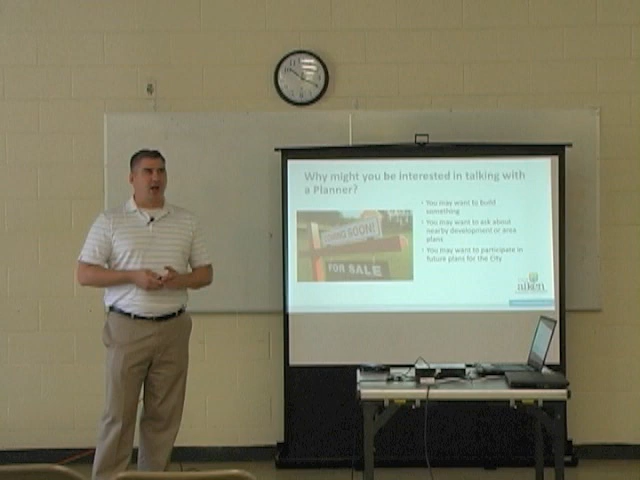 Why might you be interested in talking with
a Planner?
• You may want to build
something
• You may want to ask about
nearby development or area
plans
• You may want to participate in
future plans for the City
COMING SOON!
FOR SALE
aiken